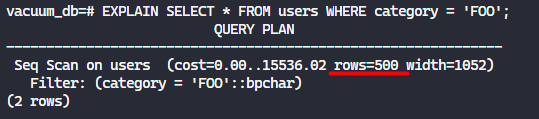 vacuum_db=# EXPLAIN SELECT * FROM users WHERE category = 'FOO';
QUERY PLAN
---------------------------------------------------------------
Seq Scan on users  (cost=0.00..15536.02 rows=500 width=1052)
Filter: (category = 'FOO'::bpchar)
(2 rows)